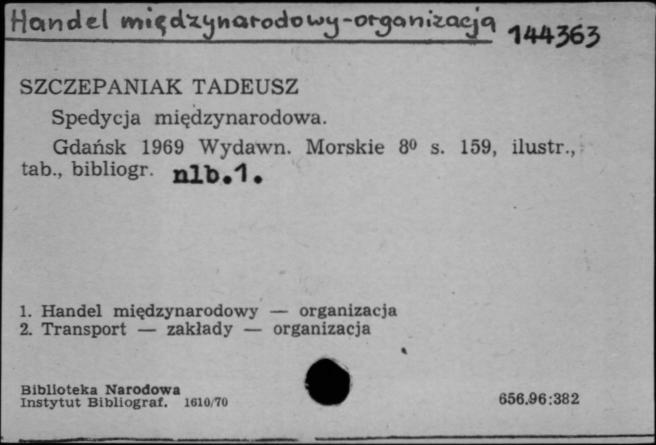 Handel międzynarodowy-organizacja 144363
SZCZEPANIAK TADEUSZ
Spedycja międzynarodowa.
Gdańsk 1969 Wydawn. Morskie 8⁰ s. 159, ilustr.,
tab., bibliogr. nlb.1.
1. Handel międzynarodowy — organizacja
2. Transport — zakłady — organizacja
Biblioteka Narodowa
Instytut Bibliograf. 1610/70 656.96:382